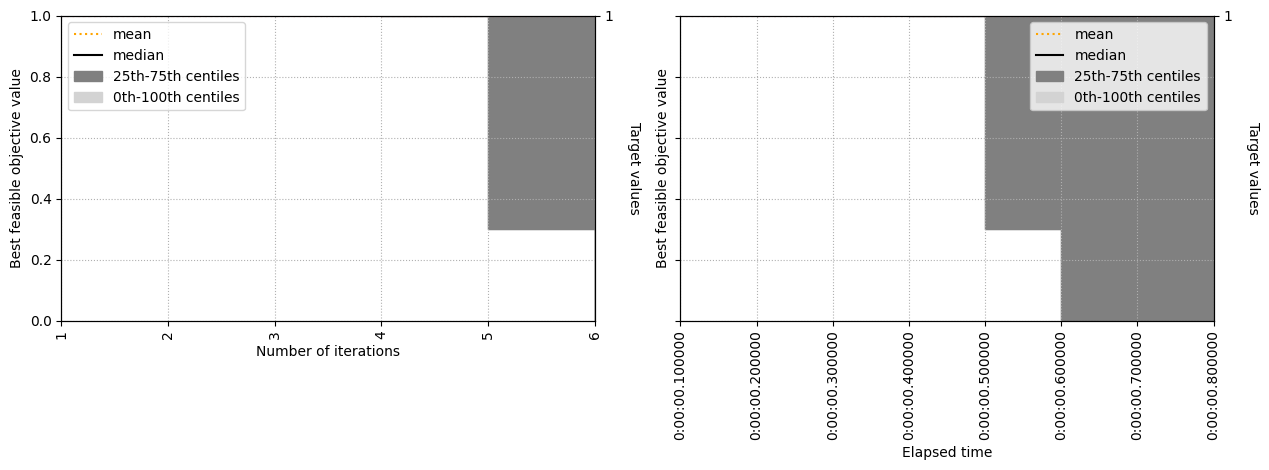 1.0
0.8
0.6
0.4
0.2
0.0
Best feasible objective value
mean
median
25th-75th centiles
0th-100th centiles
1
Target values
1
2
3
4
5
6
Number of iterations
Best feasible objective value
mean
median
25th-75th centiles
0th-100th centiles
1
Target values
0:00:00.100000
0:00:00.200000
0:00:00.300000
0:00:00.400000
0:00:00.500000
0:00:00.600000
0:00:00.700000
0:00:00.800000
Elapsed time